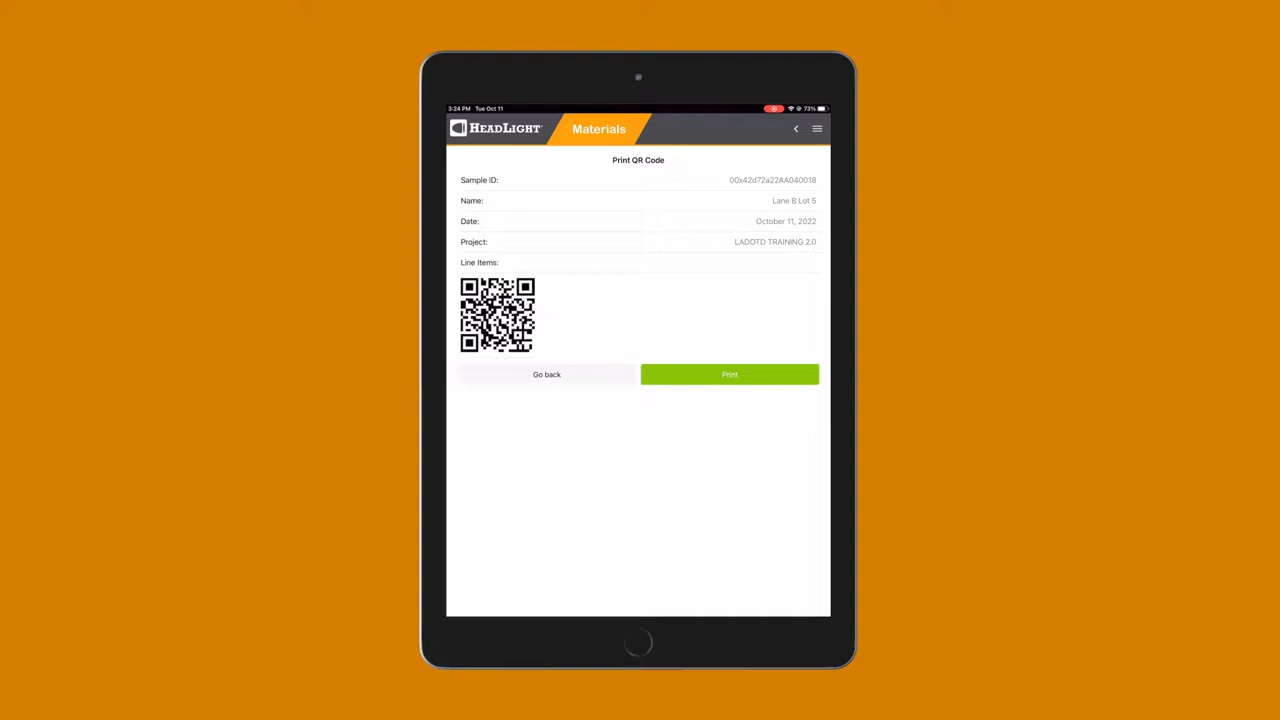 3:24 PM Tue Oct 11 73%
HEADLIGHT Materials
Print QR Code
Sample ID: 00x42d72a22AA040018
Name: Lane B Lot 5
Date: October 11, 2022
Project: LADOTD TRAINING 2.0
Line Items:
Go back Print